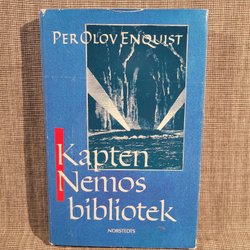 PER OLOV ENQUIST
Kapten
Nemos
bibliotek
NORSTEDTS